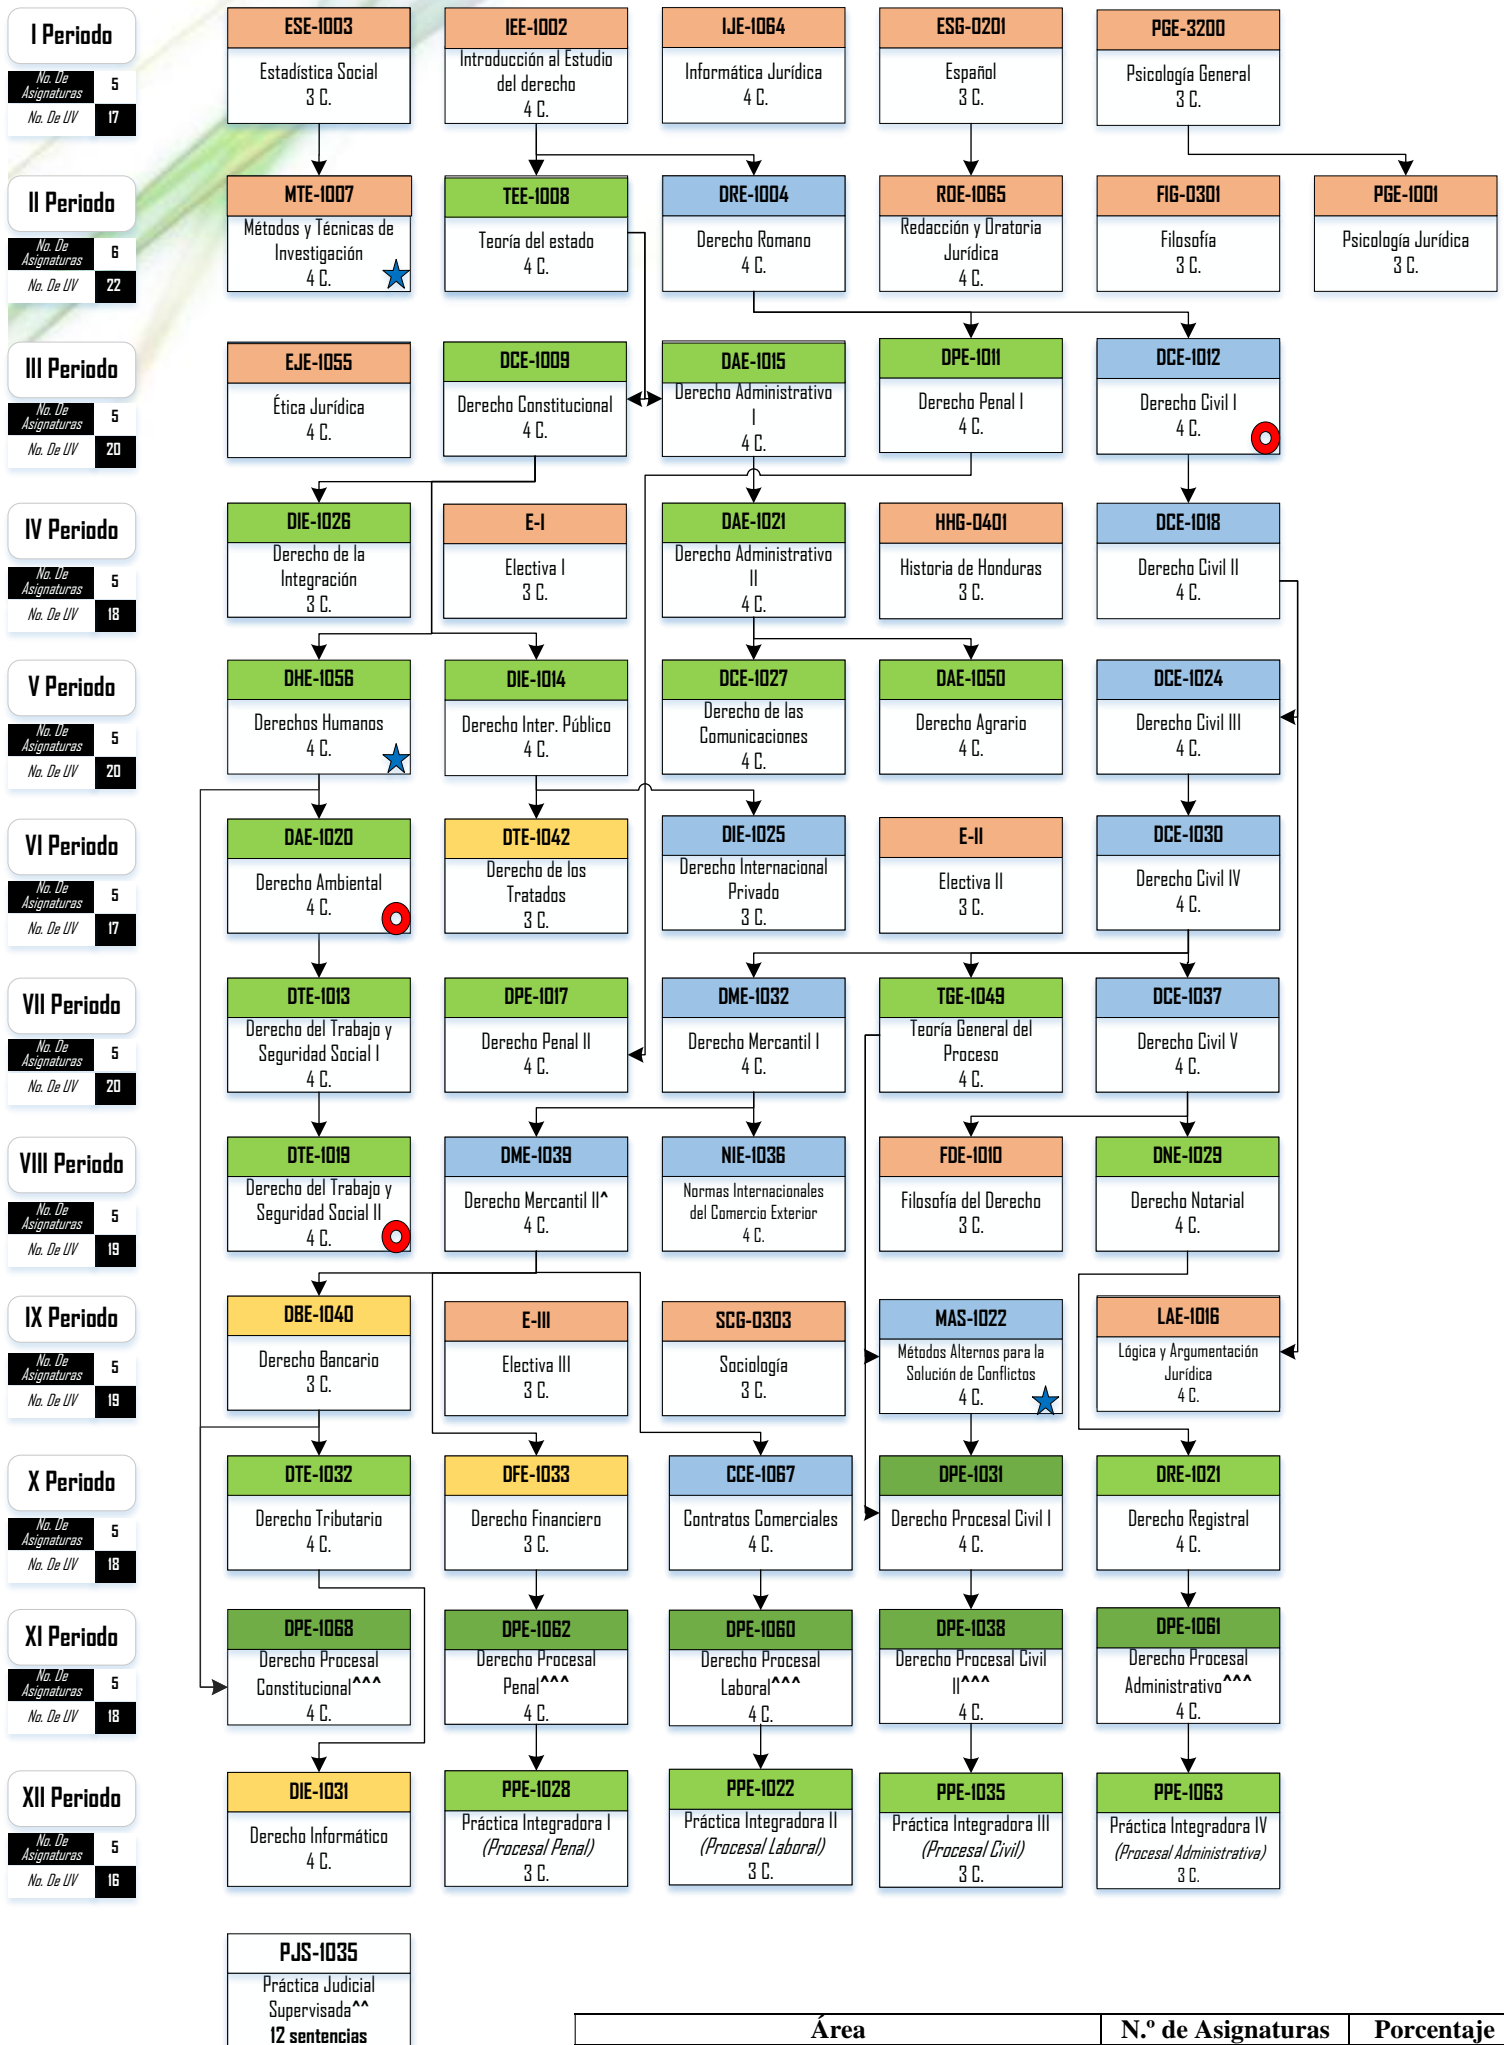 I Periodo
No. De
Asignaturas
5
No. De UV
17
ESE-1003
Estadística Social
3 C.
IEE-1002
Introducción al Estudio
del derecho
4 C.
IJE-1064
Informática Jurídica
4 C.
ESG-0201
Español
3 C.
PGE-3200
Psicología General
3 C.
II Periodo
No. De
Asignaturas
6
No. De UV
22
MTE-1007
Métodos y Técnicas de
Investigación
4 C.
TEE-1008
Teoría del estado
4 C.
DRE-1004
Derecho Romano
4 C.
ROE-1065
Redacción y Oratoria
Jurídica
4 C.
FIG-0301
Filosofía
3 C.
PGE-1001
Psicología Jurídica
3 C.
III Periodo
No. De
Asignaturas
5
No. De UV
20
EJE-1055
Ética Jurídica
4 C.
DCE-1009
Derecho Constitucional
4 C.
DAE-1015
Derecho Administrativo
I
4 C.
DPE-1011
Derecho Penal I
4 C.
DCE-1012
Derecho Civil I
4 C.
IV Periodo
No. De
Asignaturas
5
No. De UV
18
DIE-1026
Derecho de la
Integración
3 C.
E-I
Electiva I
3 C.
DAE-1021
Derecho Administrativo
II
4 C.
HHG-0401
Historia de Honduras
3 C.
DCE-1018
Derecho Civil II
4 C.
V Periodo
No. De
Asignaturas
5
No. De UV
20
DHE-1056
Derechos Humanos
4 C.
DIE-1014
Derecho Inter. Público
4 C.
DCE-1027
Derecho de las
Comunicaciones
4 C.
DAE-1050
Derecho Agrario
4 C.
DCE-1024
Derecho Civil III
4 C.
VI Periodo
No. De
Asignaturas
5
No. De UV
17
DAE-1020
Derecho Ambiental
4 C.
DTE-1042
Derecho de los
Tratados
3 C.
DIE-1025
Derecho Internacional
Privado
3 C.
E-II
Electiva II
3 C.
DCE-1030
Derecho Civil IV
4 C.
VII Periodo
No. De
Asignaturas
5
No. De UV
20
DTE-1013
Derecho del Trabajo y
Seguridad Social I
4 C.
DPE-1017
Derecho Penal II
4 C.
DME-1032
Derecho Mercantil I
4 C.
TGE-1049
Teoría General del
Proceso
4 C.
DCE-1037
Derecho Civil V
4 C.
VIII Periodo
No. De
Asignaturas
5
No. De UV
19
DTE-1019
Derecho del Trabajo y
Seguridad Social II
4 C.
DME-1039
Derecho Mercantil II^
4 C.
NIE-1036
Normas Internacionales
del Comercio Exterior
4 C.
FDE-1010
Filosofía del Derecho
3 C.
DNE-1029
Derecho Notarial
4 C.
IX Periodo
No. De
Asignaturas
5
No. De UV
19
DBE-1040
Derecho Bancario
3 C.
E-III
Electiva III
3 C.
SCG-0303
Sociología
3 C.
MAS-1022
Métodos Alternos para la
Solución de Conflictos
4 C.
LAE-1016
Lógica y Argumentación
Jurídica
4 C.
X Periodo
No. De
Asignaturas
5
No. De UV
18
DTE-1032
Derecho Tributario
4 C.
DFE-1033
Derecho Financiero
3 C.
CCE-1067
Contratos Comerciales
4 C.
DPE-1031
Derecho Procesal Civil I
4 C.
DRE-1021
Derecho Registral
4 C.
XI Periodo
No. De
Asignaturas
5
No. De UV
18
DPE-1068
Derecho Procesal
Constitucional^^^
4 C.
DPE-1062
Derecho Procesal
Penal^^^
4 C.
DPE-1060
Derecho Procesal
Laboral^^^
4 C.
DPE-1038
Derecho Procesal Civil
II^^^
4 C.
DPE-1061
Derecho Procesal
Administrativo^^^
4 C.
XII Periodo
No. De
Asignaturas
5
No. De UV
16
DIE-1031
Derecho Informático
4 C.
PPE-1028
Práctica Integradora I
(Procesal Penal)
3 C.
PPE-1022
Práctica Integradora II
(Procesal Laboral)
3 C.
PPE-1035
Práctica Integradora III
(Procesal Civil)
3 C.
PPE-1063
Práctica Integradora IV
(Procesal Administrativa)
3 C.
PJS-1035
Práctica Judicial
Supervisada^^
12 sentencias
Área N.º de Asignaturas Porcentaje